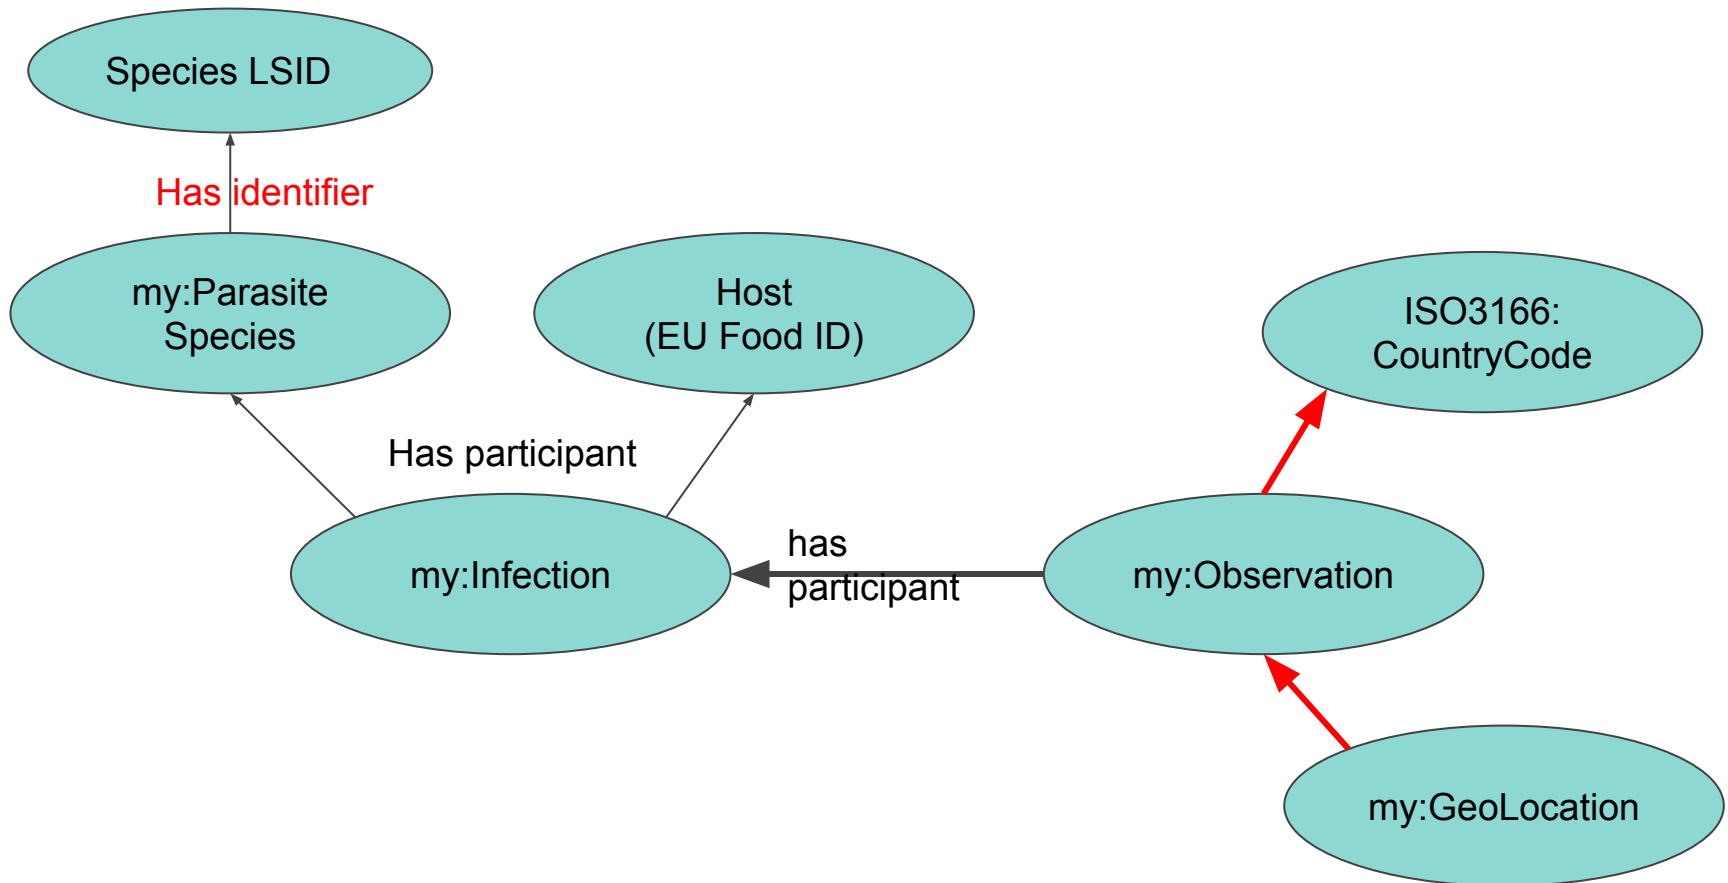 Species LSID
Has identifier
my:Parasite
Species
Host
(EU Food ID)
ISO3166:
CountryCode
Has participant
has
participant
my:Infection
my:Observation
my:GeoLocation